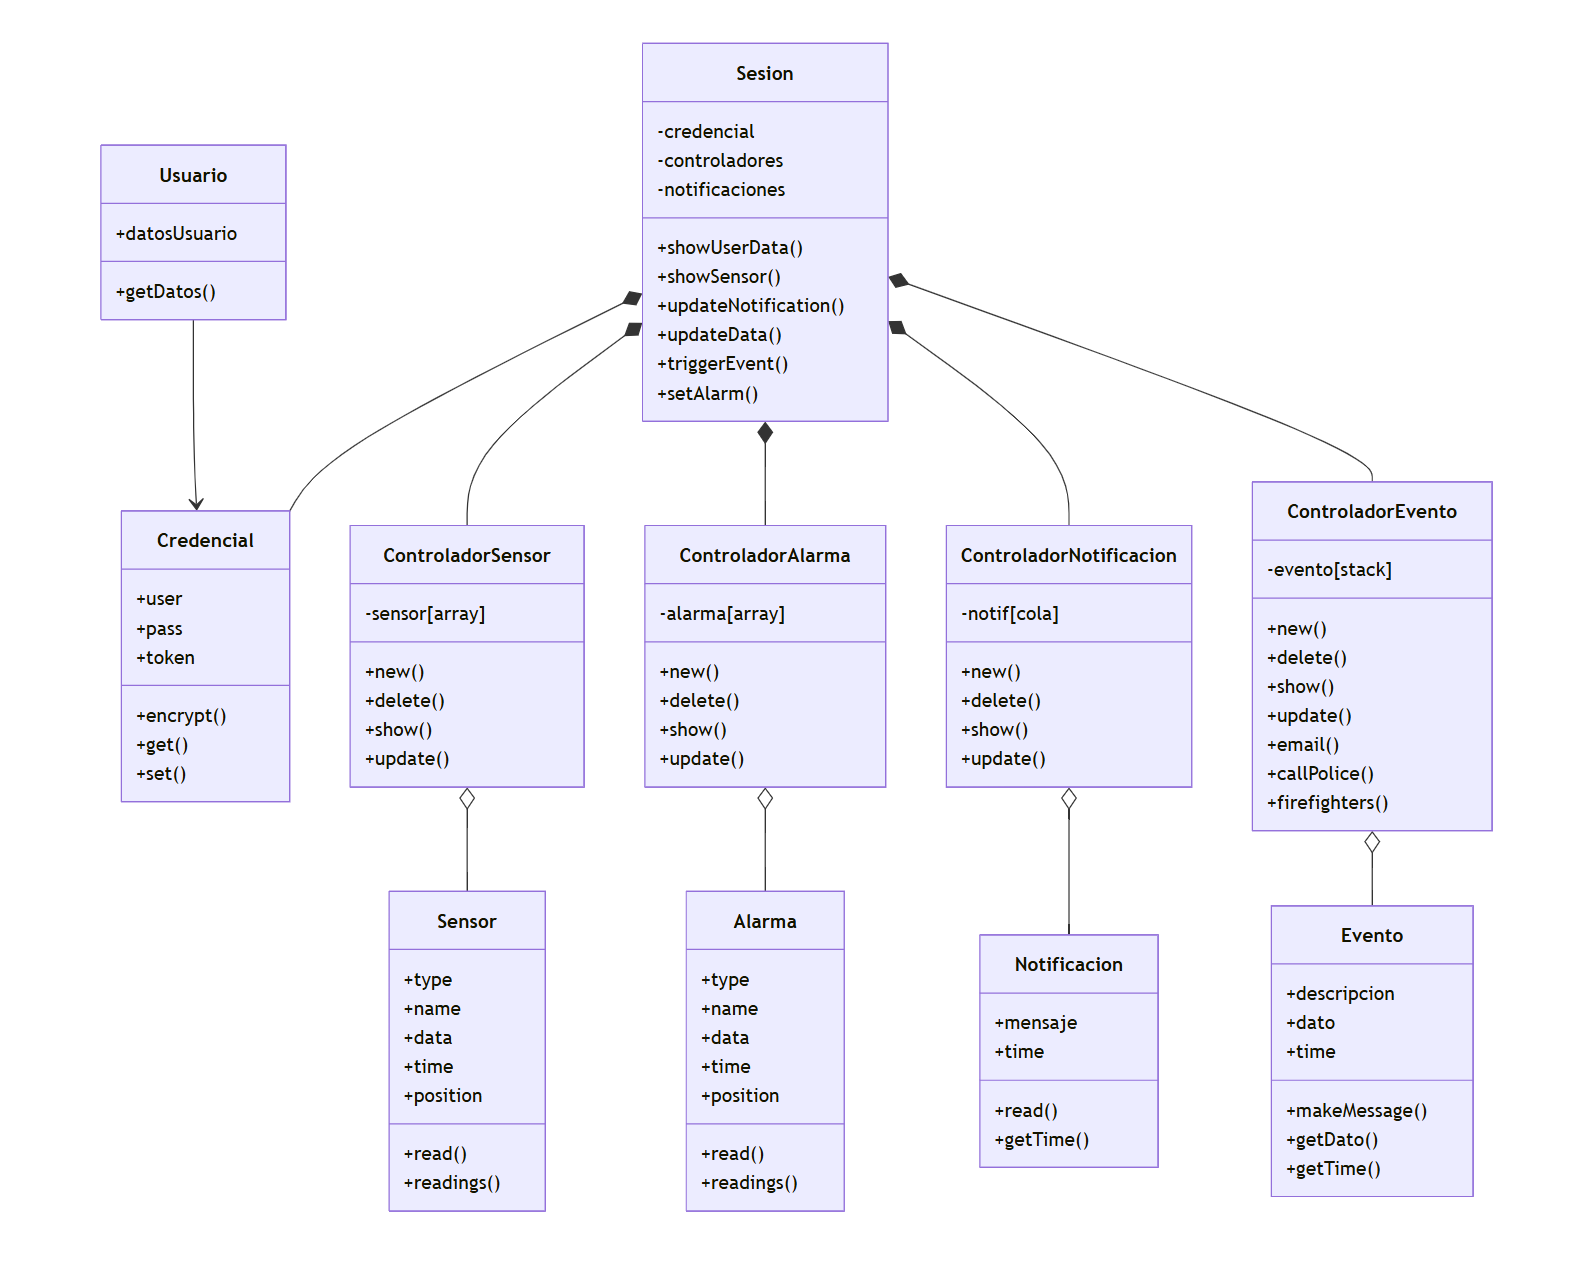 Sesion
-credencial
-controladores
-notificaciones
+showUserData()
+showSensor()
+updateNotification()
+updateData()
+triggerEvent()
+setAlarm()
Usuario
+datosUsuario
+getDatos()
Credencial
+user
+pass
+token
+encrypt()
+get()
+set()
ControladorSensor
-sensor[array]
+new()
+delete()
+show()
+update()
ControladorAlarma
-alarma[array]
+new()
+delete()
+show()
+update()
ControladorNotificacion
-notif[cola]
+new()
+delete()
+show()
+update()
ControladorEvento
-evento[stack]
+new()
+delete()
+show()
+update()
+email()
+callPolice()
+firefighters()
Sensor
+type
+name
+data
+time
+position
+read()
+readings()
Alarma
+type
+name
+data
+time
+position
+read()
+readings()
Notificacion
+mensaje
+time
+read()
+getTime()
Evento
+descripcion
+dato
+time
+makeMessage()
+getDato()
+getTime()